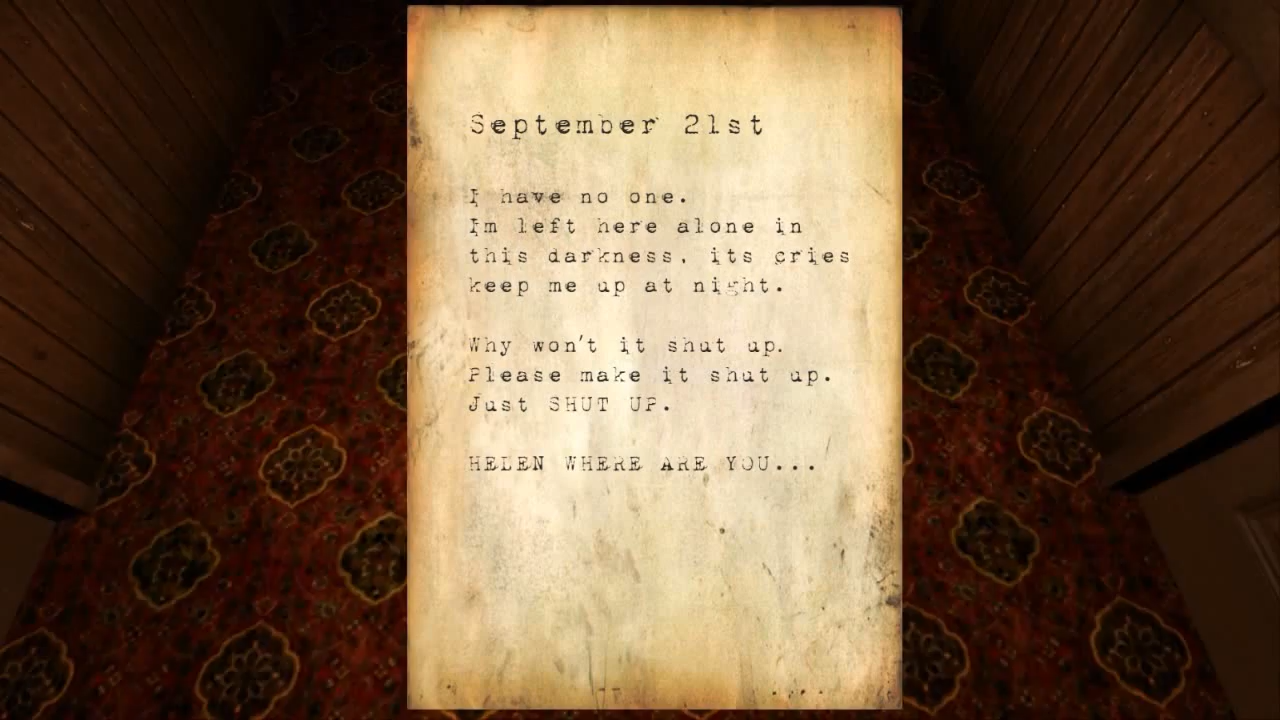 September 21st
I have no one.
Im left here alone in
this darkness, its cries
keep me up at night.
Why won't it shut up.
Please make it shut up.
Just SHUT UP.
HELEN WHERE ARE YOU...